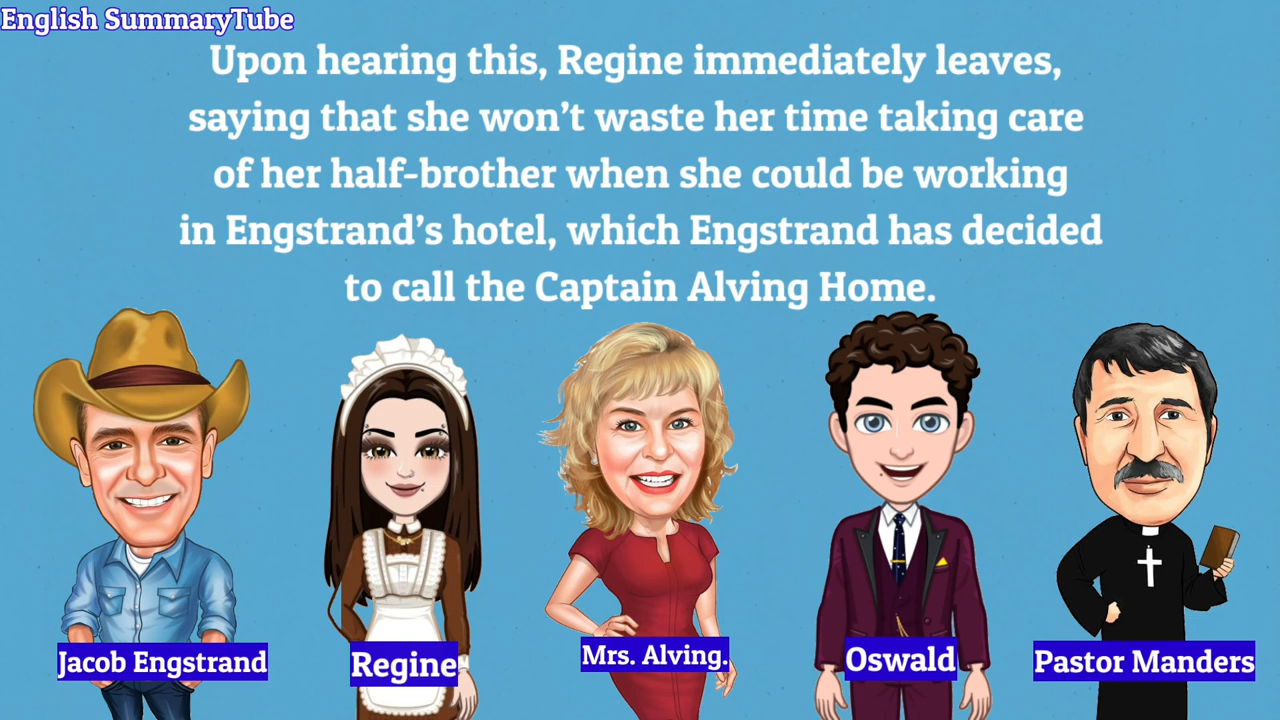 English SummaryTube
Upon hearing this, Regine immediately leaves,
saying that she won’t waste her time taking care
of her half-brother when she could be working
in Engstrand’s hotel, which Engstrand has decided
to call the Captain Alving Home.
Jacob Engstrand
Regine
Mrs. Alving.
Oswald
Pastor Manders